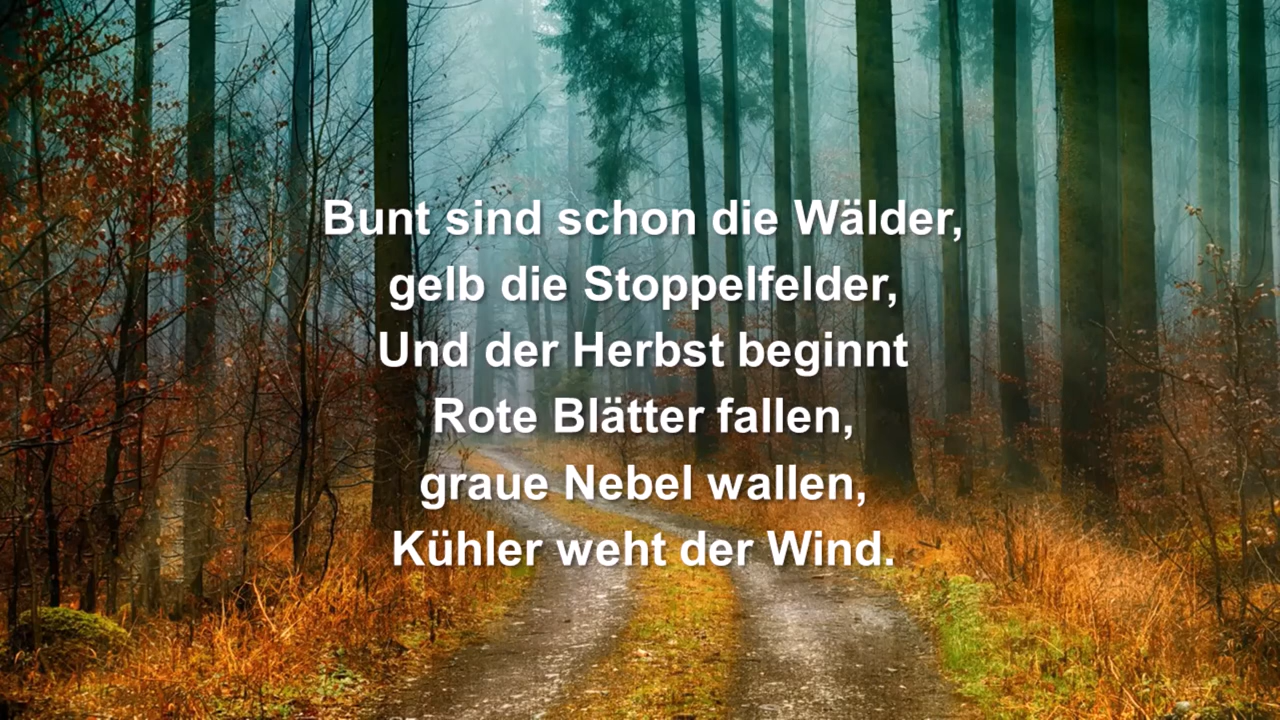 Bunt sind schon die Wälder,
gelb die Stoppelfelder,
Und der Herbst beginnt
Rote Blätter fallen,
graue Nebel wallen,
Kühler weht der Wind.